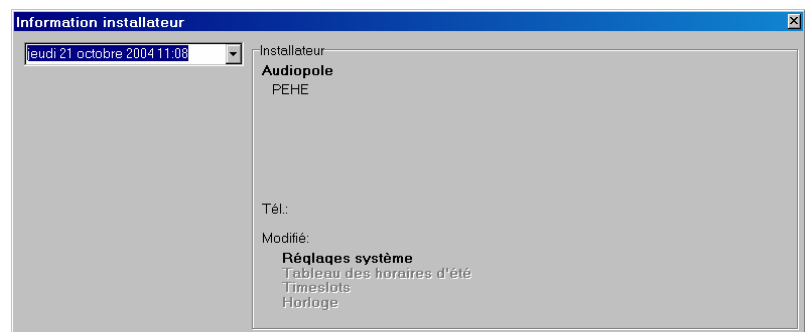 Information installateur
jeudi 21 octobre 2004 11:08
Installateur
Audiopole
PEHE
Tél.:
Modifié:
Réglages système
Tableau des horaires d'été
Timeslots
Horloge